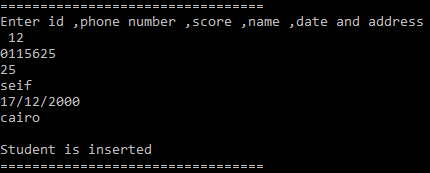 =================================
Enter id ,phone number ,score ,name ,date and address
12
0115625
25
seif
17/12/2000
cairo
Student is inserted
=================================